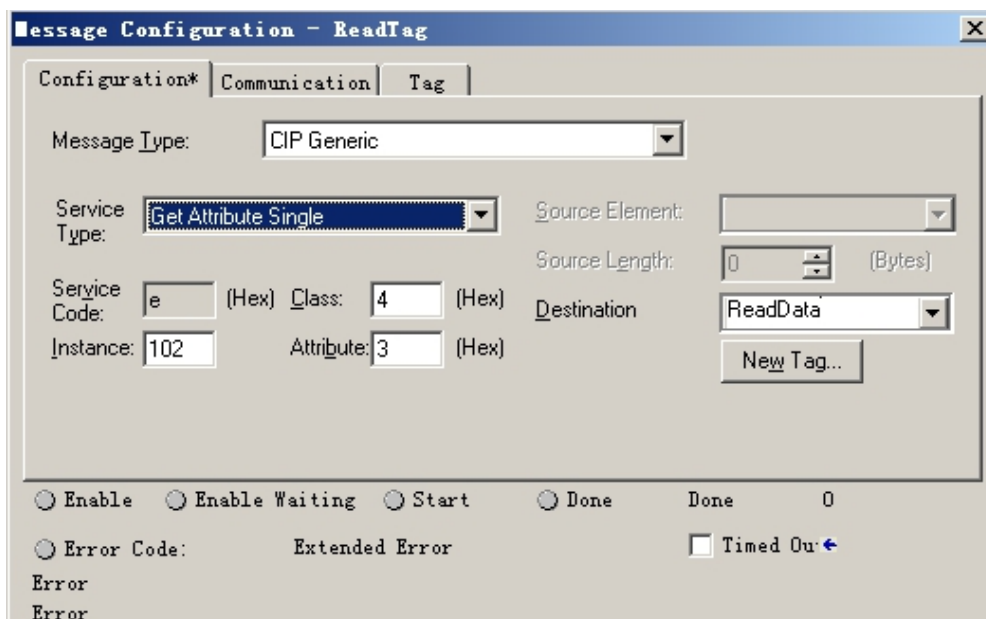 Message Configuration - ReadTag
Configuration* Communication Tag
Message Type: CIP Generic
Service Type: Get Attribute Single
Source Element:
Source Length: 0 (Bytes)
Service Code: e (Hex) Class: 4 (Hex)
Destination ReadData
Instance: 102 Attribute: 3 (Hex)
New Tag...
Enable Enable Waiting Start Done Done 0
Error Code: Extended Error Timed Ou
Error
Error